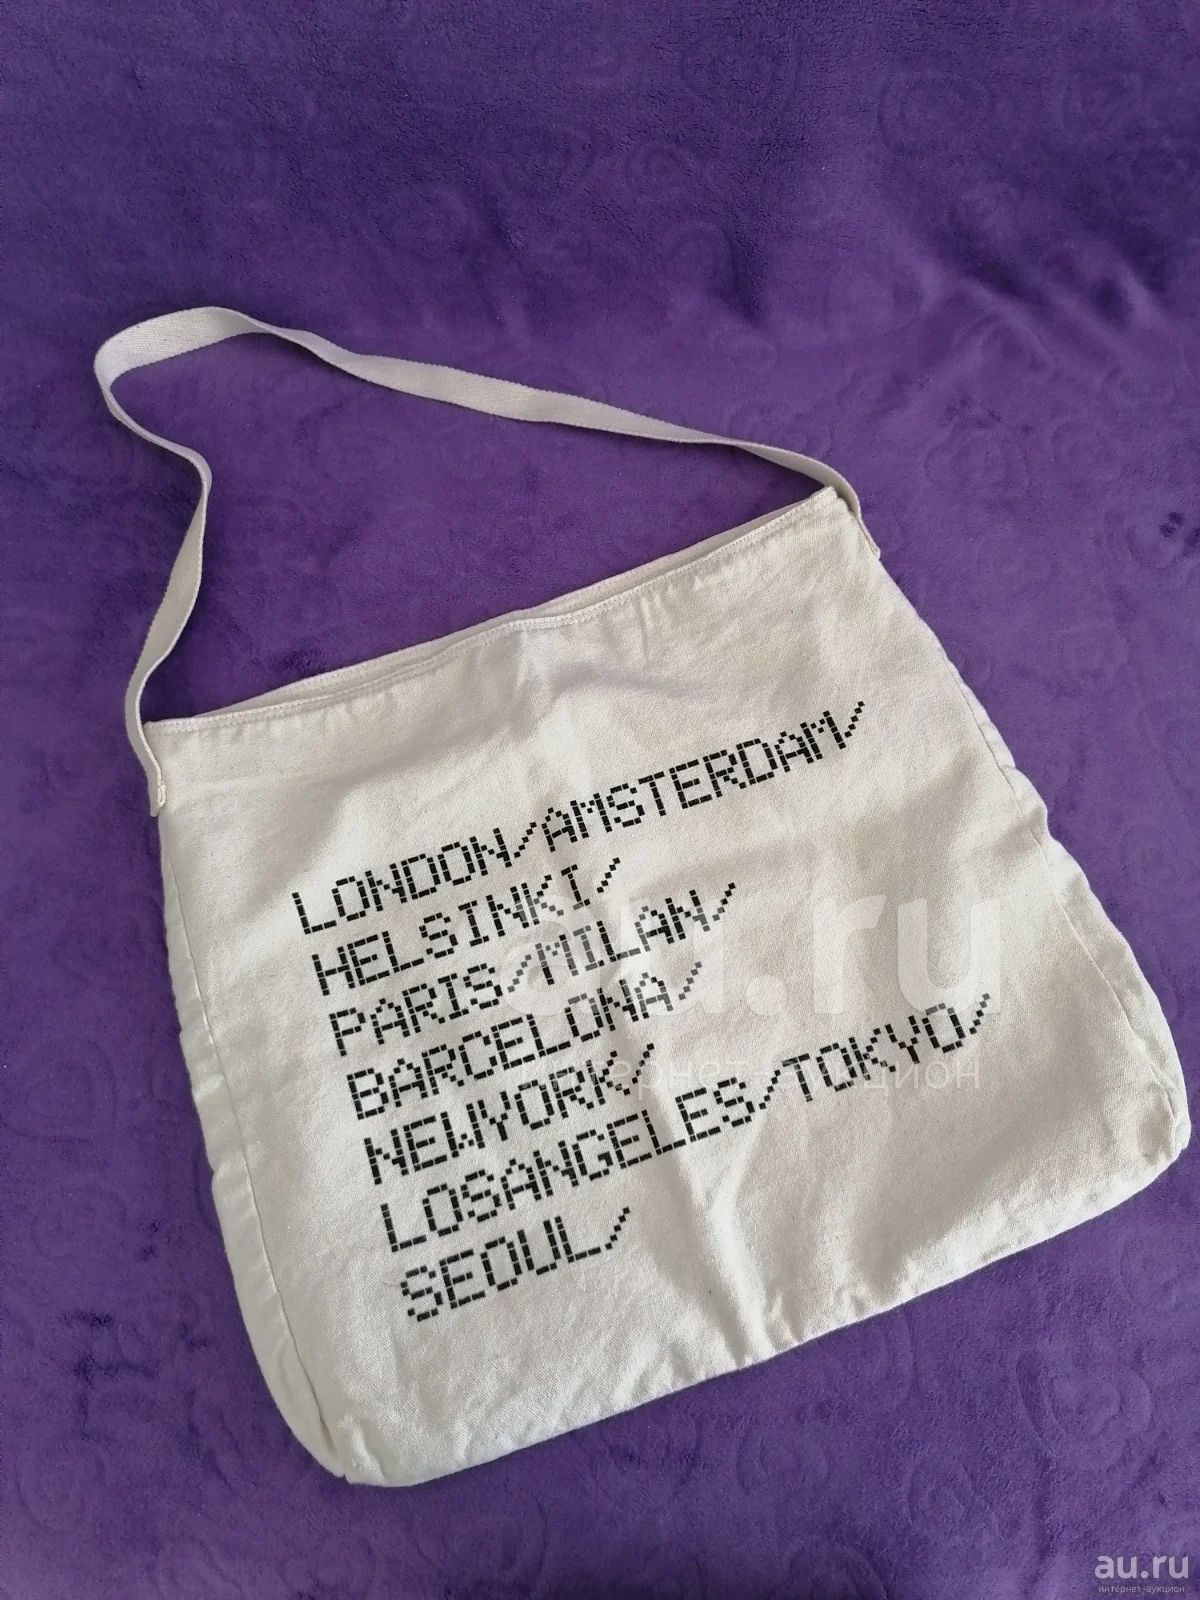 LONDON/AMSTERDAM/
HELSINKI/
PARIS/MILAN/
BARCELONA/
NEWYORK/
LOSANGELES/TOKYO/
SEOUL/
au.ru
интернет-аукцион
au.ru
интернет-аукцион